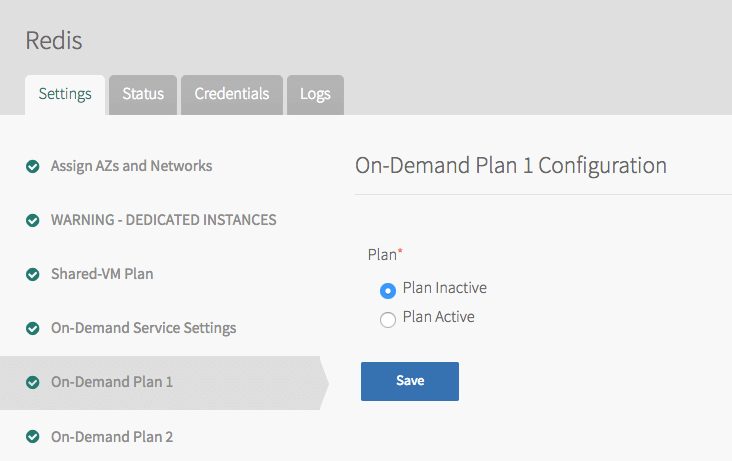 Redis
Settings
Status
Credentials
Logs
Assign AZs and Networks
WARNING - DEDICATED INSTANCES
Shared-VM Plan
On-Demand Service Settings
On-Demand Plan 1
On-Demand Plan 2
On-Demand Plan 1 Configuration
Plan*
Plan Inactive
Plan Active
Save